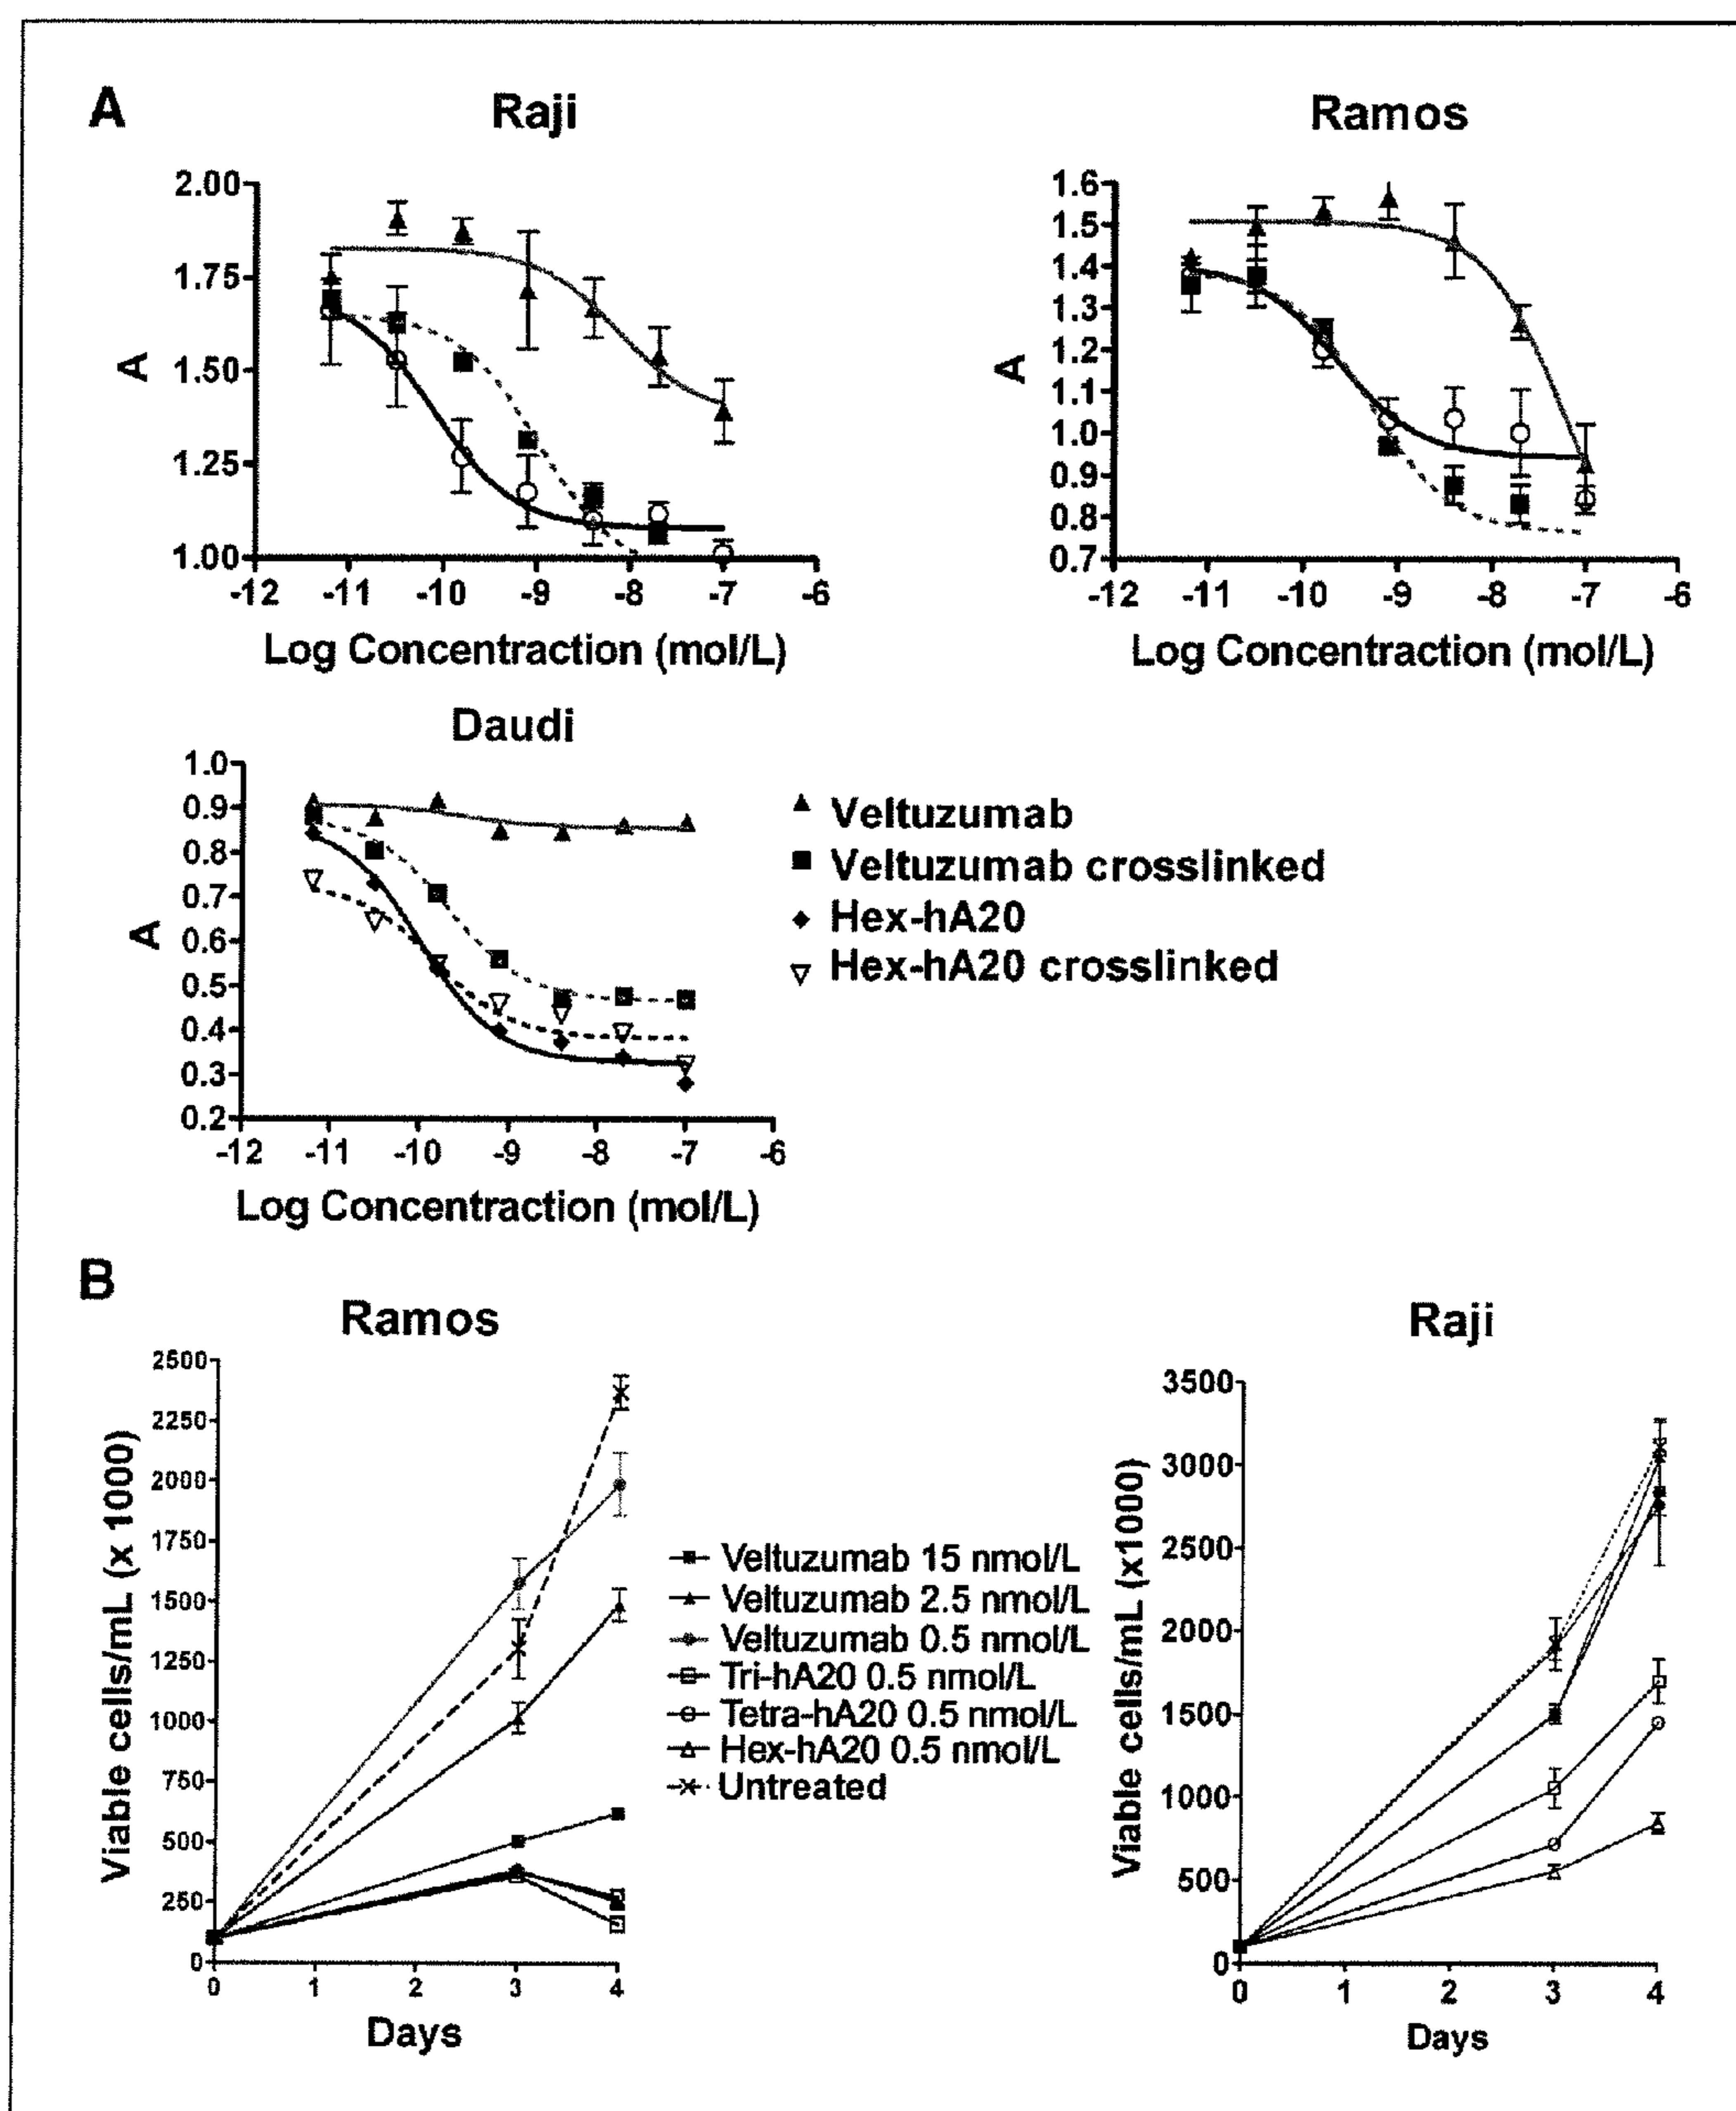 A
Raji
Ramos
2.00
1.75
1.50
1.25
1.00
A
-12 -11 -10 -9 -8 -7 -6
Log Concentraction (mol/L)
1.6
1.5
1.4
1.3
1.2
1.1
1.0
0.9
0.8
0.7
A
-12 -11 -10 -9 -8 -7 -6
Log Concentraction (mol/L)
Daudi
1.0
0.9
0.8
0.7
0.6
0.5
0.4
0.3
0.2
A
-12 -11 -10 -9 -8 -7 -6
Log Concentraction (mol/L)
Veltuzumab
Veltuzumab crosslinked
Hex-hA20
Hex-hA20 crosslinked
B
Ramos
2500
2250
2000
1750
1500
1250
1000
750
500
250
0
Viable cells/mL (x 1000)
0 1 2 3 4
Days
Veltuzumab 15 nmol/L
Veltuzumab 2.5 nmol/L
Veltuzumab 0.5 nmol/L
Tri-hA20 0.5 nmol/L
Tetra-hA20 0.5 nmol/L
Hex-hA20 0.5 nmol/L
Untreated
Raji
3500
3000
2500
2000
1500
1000
500
0
Viable cells/mL (x1000)
0 1 2 3 4
Days